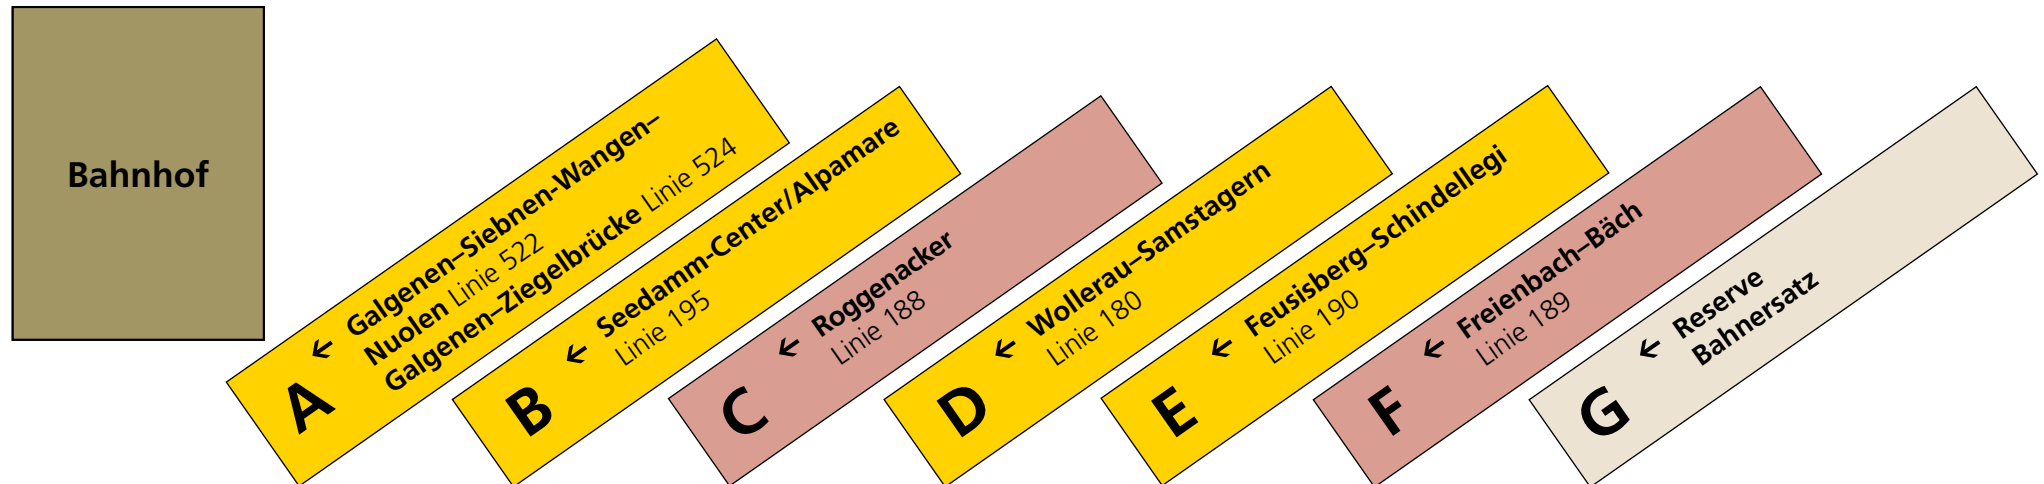 Bahnhof
A
← Galgenen–Siebnen-Wangen–
Nuolen Linie 522
Galgenen–Ziegelbrücke Linie 524
B
← Seedamm-Center/Alpamare
Linie 195
C
← Roggenacker
Linie 188
D
← Wollerau–Samstagern
Linie 180
E
← Feusisberg–Schindellegi
Linie 190
F
← Freienbach–Bäch
Linie 189
G
← Reserve
Bahnersatz